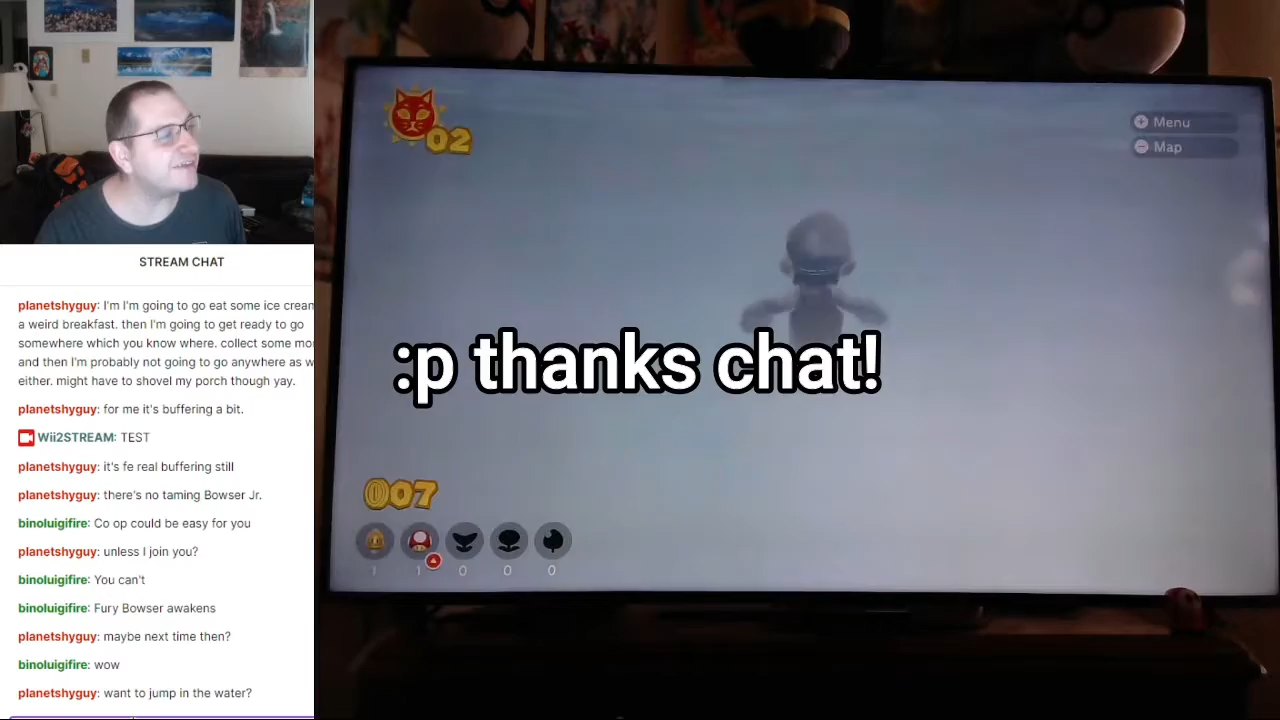 STREAM CHAT
planetshyguy: I'm I'm going to go eat some ice cream
a weird breakfast. then I'm going to get ready to go
somewhere which you know where. collect some mo
and then I'm probably not going to go anywhere as w
either. might have to shovel my porch though yay.
planetshyguy: for me it's buffering a bit.
Wii2STREAM: TEST
planetshyguy: it's fe real buffering still
planetshyguy: there's no taming Bowser Jr.
binoluigifire: Co op could be easy for you
planetshyguy: unless I join you?
binoluigifire: You can't
binoluigifire: Fury Bowser awakens
planetshyguy: maybe next time then?
binoluigifire: wow
planetshyguy: want to jump in the water?
02
Menu
Map
:p thanks chat!
007
1 1 0 0 0